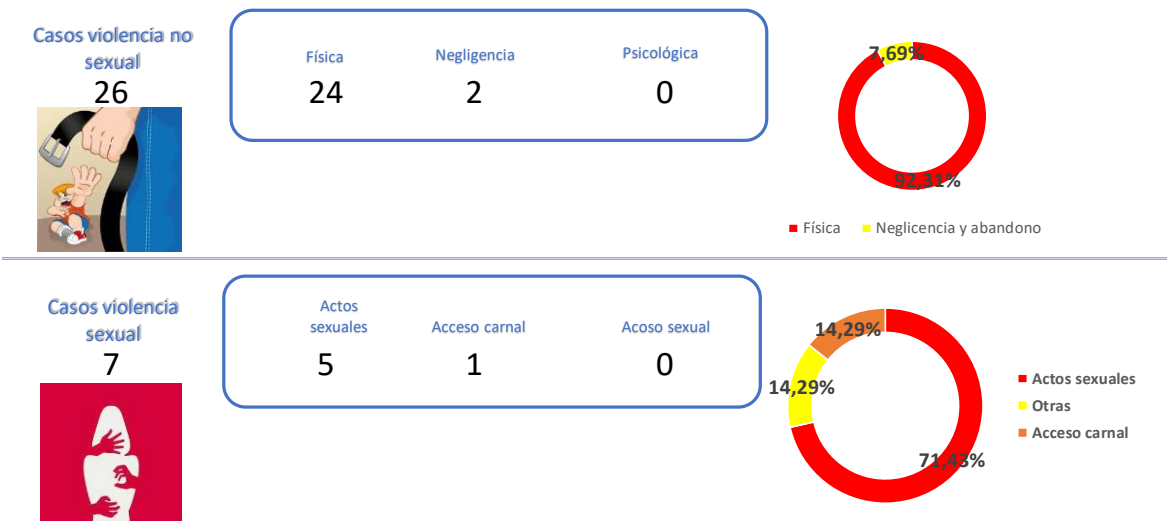 Casos violencia no
sexual
26
Física
24
Negligencia
2
Psicológica
0
7,69%
92,31%
Física
Neglicencia y abandono
Casos violencia
sexual
7
Actos
sexuales
5
Acceso carnal
1
Acoso sexual
0
14,29%
14,29%
71,43%
Actos sexuales
Otras
Acceso carnal